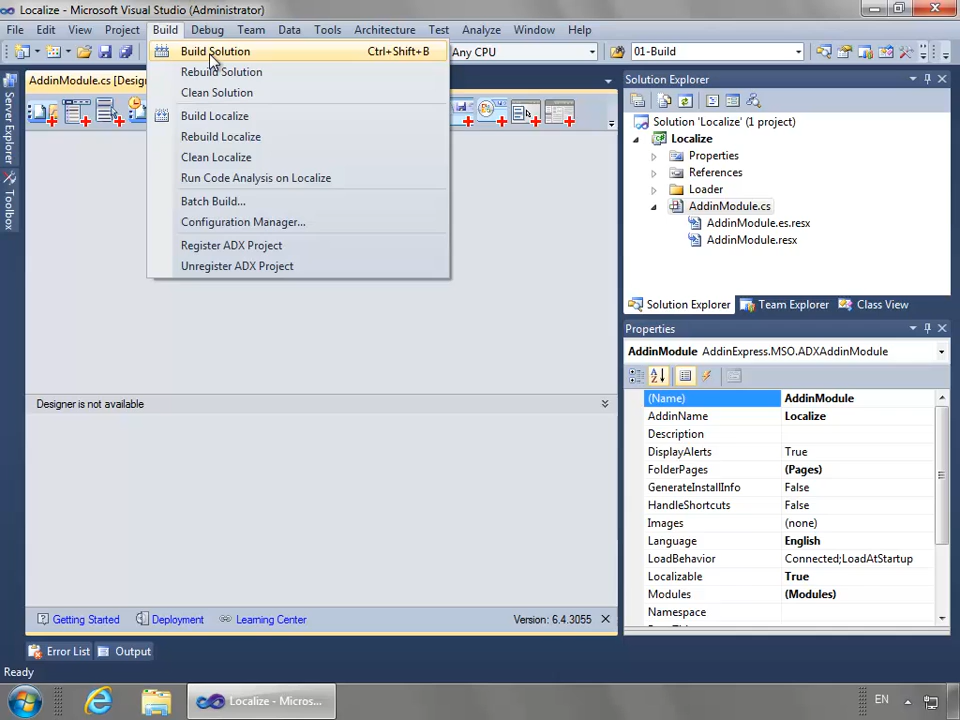 Localize - Microsoft Visual Studio (Administrator)
File Edit View Project Build Debug Team Data Tools Architecture Test Analyze Window Help
Any CPU
01-Build
AddinModule.cs [Design
Build Solution Ctrl+Shift+B
Rebuild Solution
Clean Solution
Build Localize
Rebuild Localize
Clean Localize
Run Code Analysis on Localize
Batch Build...
Configuration Manager...
Register ADX Project
Unregister ADX Project
Server Explorer
Toolbox
Designer is not available
Getting Started
Deployment
Learning Center
Version: 6.4.3055
Solution Explorer
Solution 'Localize' (1 project)
Localize
Properties
References
Loader
AddinModule.cs
AddinModule.es.resx
AddinModule.resx
Solution Explorer
Team Explorer
Class View
Properties
AddinModule AddinExpress.MSO.ADXAddinModule
(Name) AddinModule
AddinName Localize
Description
DisplayAlerts True
FolderPages (Pages)
GenerateInstallInfo False
HandleShortcuts False
Images (none)
Language English
LoadBehavior Connected;LoadAtStartup
Localizable True
Modules (Modules)
Namespace
Error List
Output
Ready
Localize - Micros...
EN